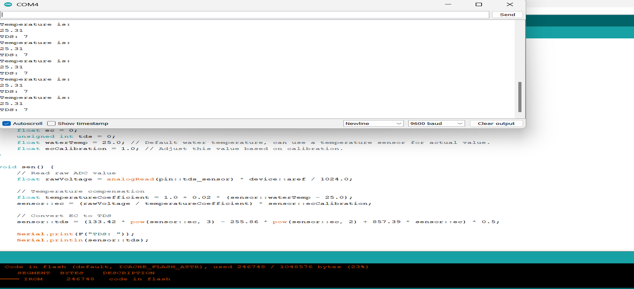 COM4
Send
Temperature is:
25.31
TDS: 7
Temperature is:
25.31
TDS: 7
Temperature is:
25.31
TDS: 7
Temperature is:
25.31
TDS: 7
Temperature is:
25.31
TDS: 7
Autoscroll Show timestamp Newline 9600 baud Clear output
float ec = 0;
unsigned int tds = 0;
float waterTemp = 25.0; // Default water temperature, can use a temperature sensor for actual value.
float ecCalibration = 1.0; // Adjust this value based on calibration.
void sen() {
// Read raw ADC value
float rawVoltage = analogRead(pin::tds_sensor) * device::aref / 1024.0;
// Temperature compensation
float temperatureCoefficient = 1.0 + 0.02 * (sensor::waterTemp - 25.0);
sensor::ec = (rawVoltage / temperatureCoefficient) * sensor::ecCalibration;
// Convert EC to TDS
sensor::tds = (133.42 * pow(sensor::ec, 3) - 255.86 * pow(sensor::ec, 2) + 857.39 * sensor::ec) * 0.5;
Serial.print(F("TDS: "));
Serial.println(sensor::tds);
Code in flash (default, ICACHE_FLASH_ATTR), used 246748 / 1048576 bytes (23%)
SEGMENT BYTES DESCRIPTION
IROM 246748 code in flash